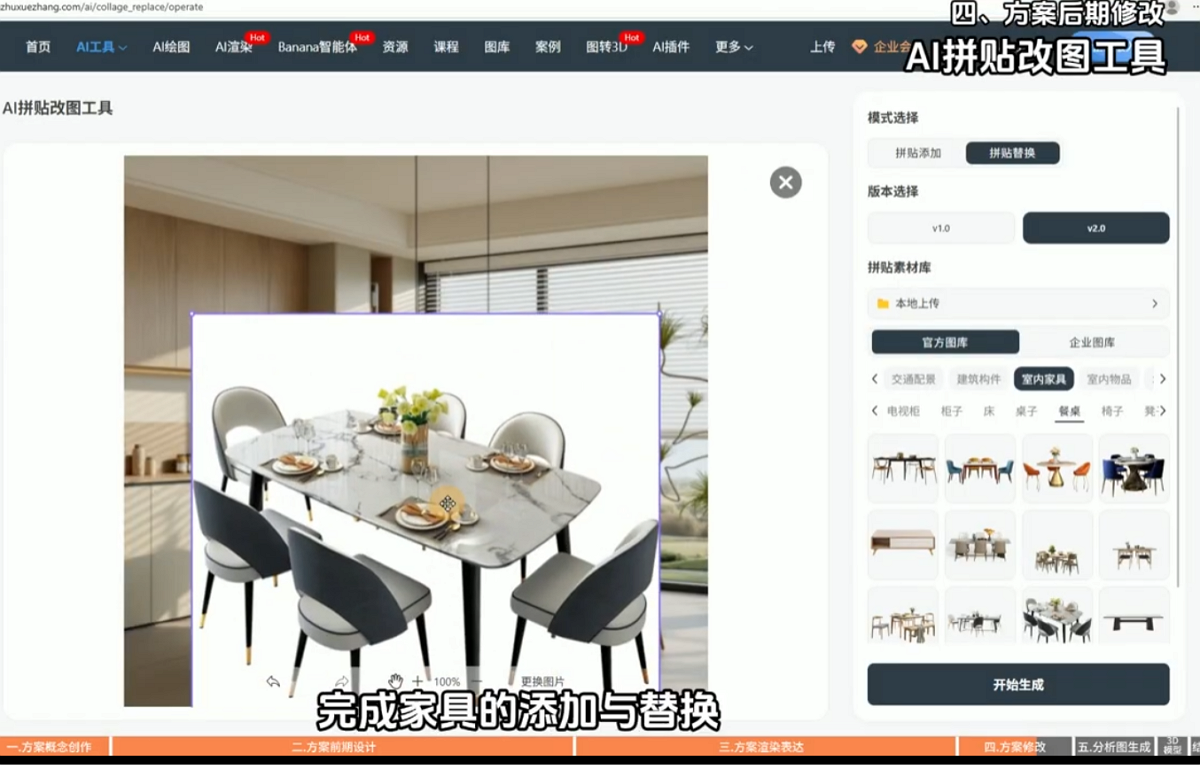 zhuxuezhang.com/ai/collage_replace/operate
四、方案后期修改
首页 AI工具 AI绘图 AI渲染 Hot Banana智能体 Hot 资源 课程 图库 案例 图转3D Hot AI插件 更多 上传 企业会
AI拼贴改图工具
AI拼贴改图工具
模式选择
拼贴添加 拼贴替换
版本选择
v1.0 v2.0
拼贴素材库
本地上传
官方图库 企业图库
交通配景 建筑构件 室内家具 室内物品
电视柜 柜子 床 桌子 餐桌 椅子 凳
100% 更换图片
开始生成
完成家具的添加与替换
一.方案概念创作 二.方案前期设计 三.方案渲染表达 四.方案修改 五.分析图生成 3D模型